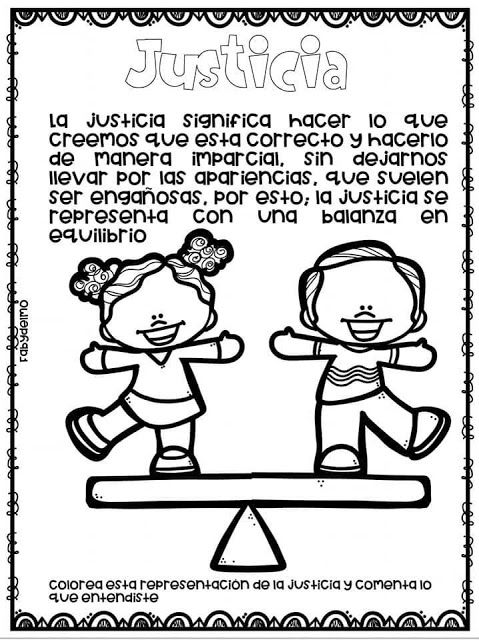 Justicia
La justicia significa hacer lo que
creemos que esta correcto y hacerlo
de manera imparcial, sin dejarnos
llevar por las apariencias, que suelen
ser engañosas, por esto; la justicia se
representa con una balanza en
equilibrio
Fabydelmo
Colorea esta representación de la justicia y comenta lo
que entendiste